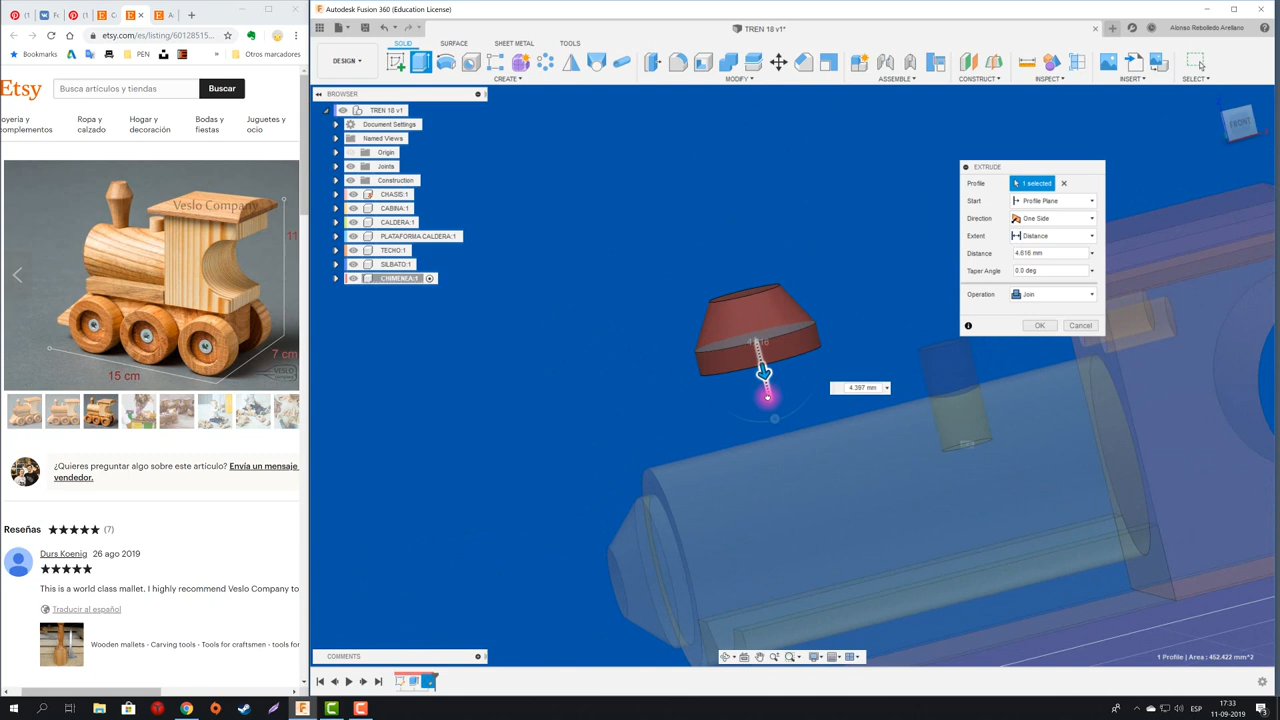 Autodesk Fusion 360 (Education License)
etsy.com/es/listing/60128515...
Bookmarks
PEN
»
Otros marcadores
TREN 18 v1*
Alonso Rebolledo Arellano
SOLID
SURFACE
SHEET METAL
TOOLS
DESIGN
CREATE
MODIFY
ASSEMBLE
CONSTRUCT
INSPECT
INSERT
SELECT
Etsy
Busca artículos y tiendas
Buscar
oyería y
complementos
Ropa y
calzado
Hogar y
decoración
Bodas y
fiestas
Juguetes y
ocio
Veslo Company
11
7 cm
15 cm
¿Quieres preguntar algo sobre este artículo? Envía un mensaje
vendedor.
Reseñas
(7)
Durs Koenig 26 ago 2019
This is a world class mallet. I highly recommend Veslo Company to
Traducir al español
Wooden mallets - Carving tools - Tools for craftsmen - tools for
BROWSER
TREN 18 v1
Document Settings
Named Views
Origin
Joints
Construction
CHASIS:1
CABINA:1
CALDERA:1
PLATAFORMA CALDERA:1
TECHO:1
SILBATO:1
CHIMENEA:1
FRONT
EXTRUDE
Profile 1 selected
Start Profile Plane
Direction One Side
Extent Distance
Distance 4.616 mm
Taper Angle 0.0 deg
Operation Join
OK
Cancel
4.397 mm
COMMENTS
1 Profile | Area : 452.422 mm^2
ESP
17:33
11-09-2019